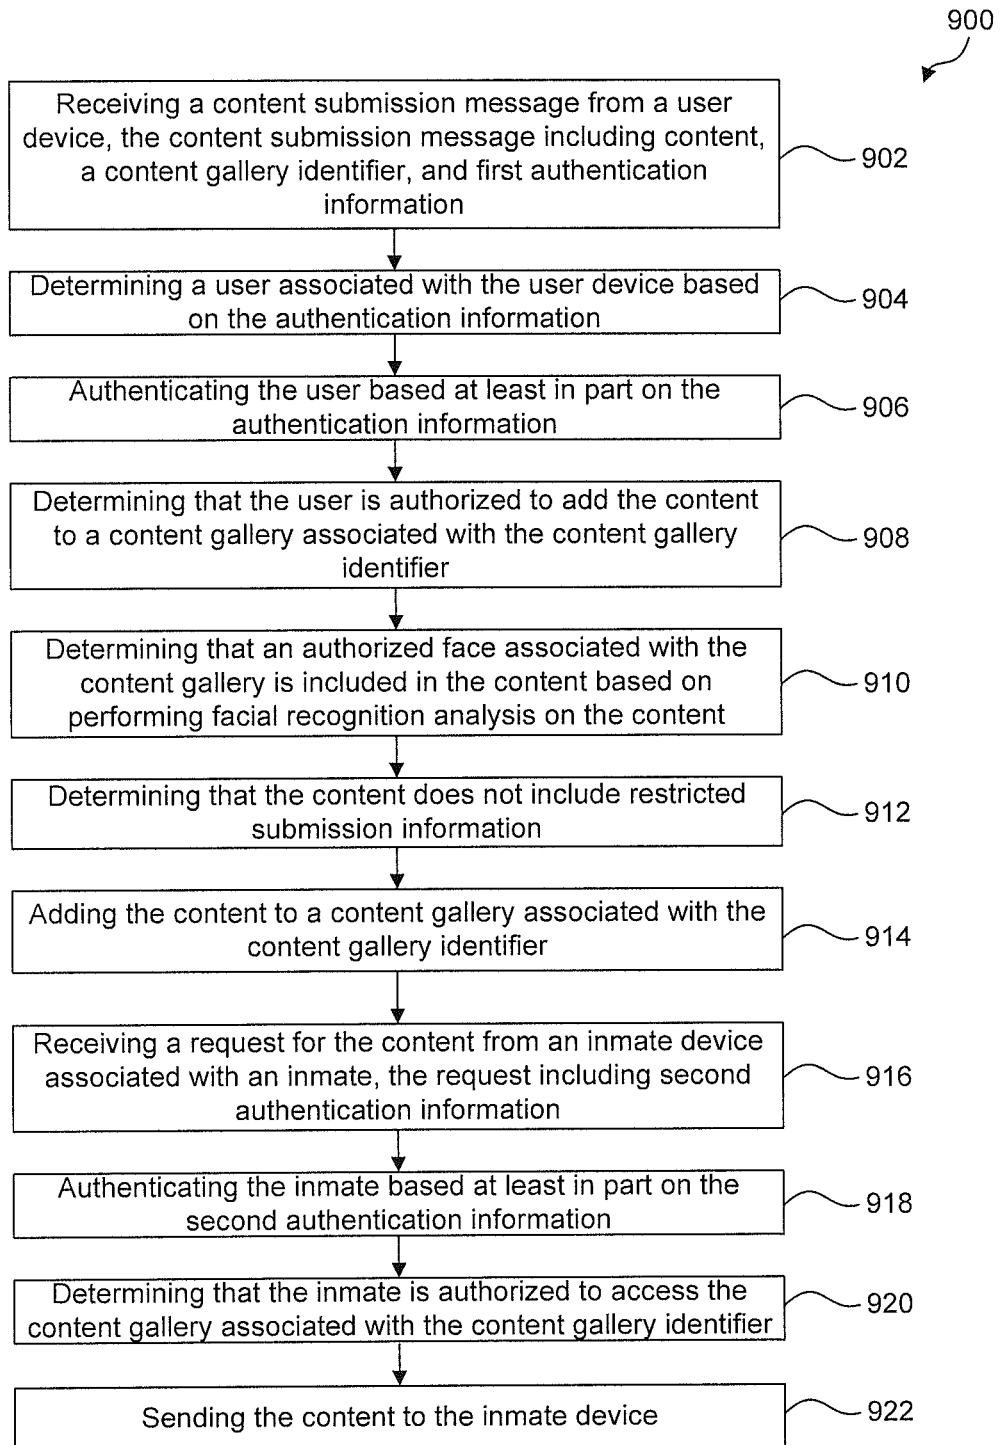 900
Receiving a content submission message from a user
device, the content submission message including content,
a content gallery identifier, and first authentication
information
902
Determining a user associated with the user device based
on the authentication information
904
Authenticating the user based at least in part on the
authentication information
906
Determining that the user is authorized to add the content
to a content gallery associated with the content gallery
identifier
908
Determining that an authorized face associated with the
content gallery is included in the content based on
performing facial recognition analysis on the content
910
Determining that the content does not include restricted
submission information
912
Adding the content to a content gallery associated with the
content gallery identifier
914
Receiving a request for the content from an inmate device
associated with an inmate, the request including second
authentication information
916
Authenticating the inmate based at least in part on the
second authentication information
918
Determining that the inmate is authorized to access the
content gallery associated with the content gallery identifier
920
Sending the content to the inmate device
922